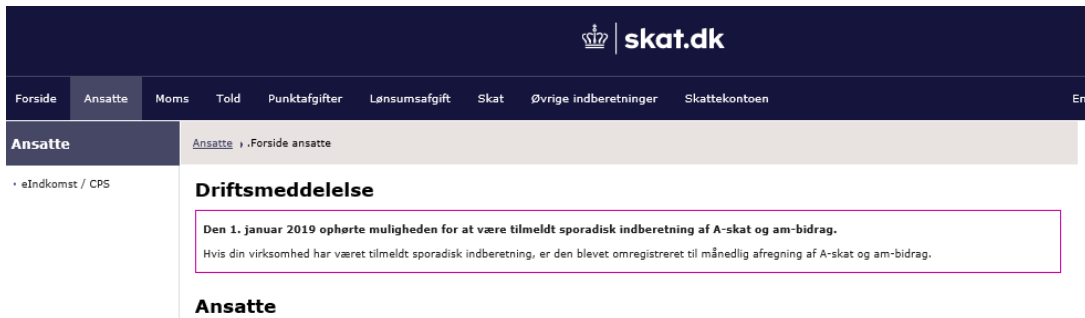 skat.dk
Forside Ansatte Moms Told Punktafgifter Lønsumsafgift Skat Øvrige indberetninger Skattekontoen
Ansatte
Ansatte .Forside ansatte
eIndkomst / CPS
Driftsmeddelelse
Den 1. januar 2019 ophørte muligheden for at være tilmeldt sporadisk indberetning af A-skat og am-bidrag.
Hvis din virksomhed har været tilmeldt sporadisk indberetning, er den blevet omregistreret til månedlig afregning af A-skat og am-bidrag.
Ansatte